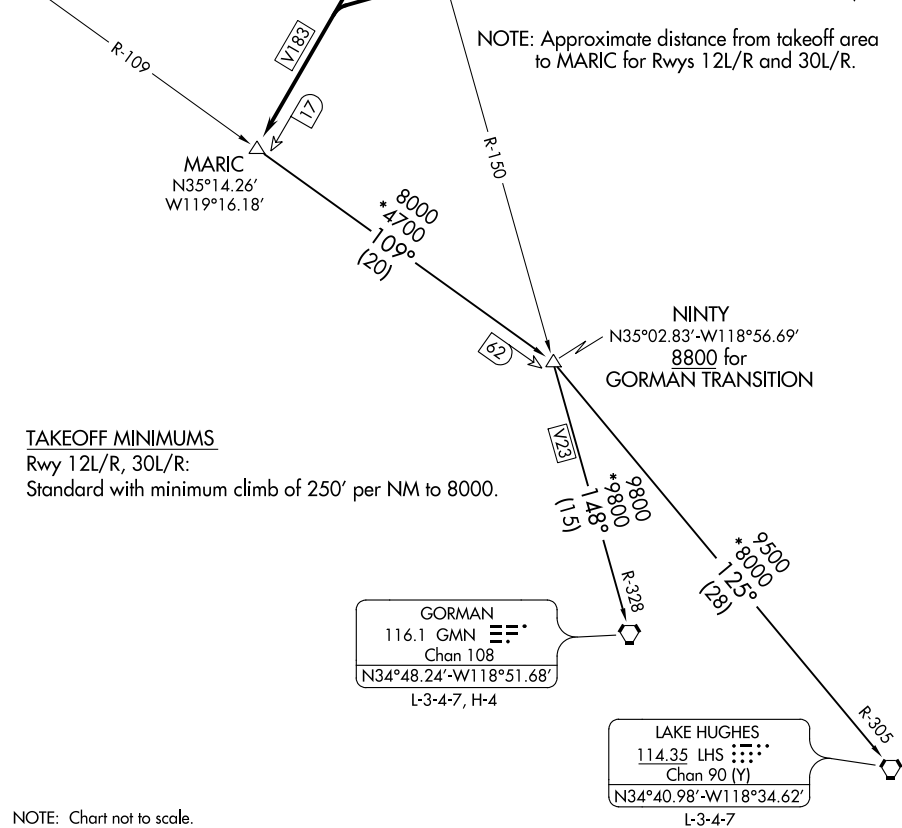 R-109
V183
17
NOTE: Approximate distance from takeoff area
to MARIC for Rwys 12L/R and 30L/R.
R-150
MARIC
N35°14.26'
W119°16.18'
8000
*4700
109°
(20)
62
NINTY
N35°02.83'-W118°56.69'
8800 for
GORMAN TRANSITION
TAKEOFF MINIMUMS
Rwy 12L/R, 30L/R:
Standard with minimum climb of 250' per NM to 8000.
V23
9800
*9800
148°
(15)
R-328
9500
*8000
125°
(28)
R-305
GORMAN
116.1 GMN
Chan 108
N34°48.24'-W118°51.68'
L-3-4-7, H-4
LAKE HUGHES
114.35 LHS
Chan 90 (Y)
N34°40.98'-W118°34.62'
L-3-4-7
NOTE: Chart not to scale.